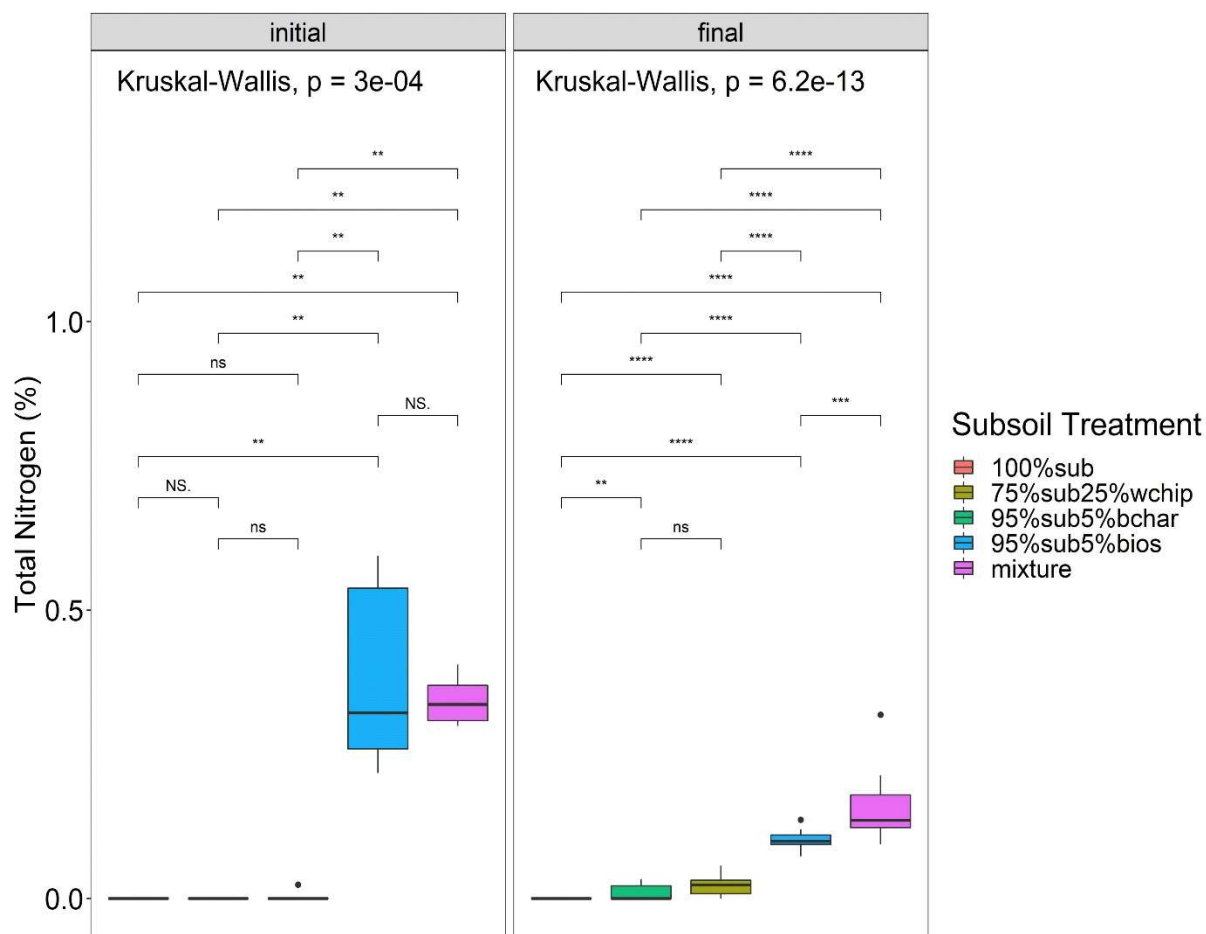 initial
final
Kruskal-Wallis, p = 3e-04
Kruskal-Wallis, p = 6.2e-13
**
**
**
**
**
ns
NS.
**
NS.
ns
****
****
****
****
****
****
***
****
**
ns
Total Nitrogen (%)
1.0
0.5
0.0
Subsoil Treatment
100%sub
75%sub25%wchip
95%sub5%bchar
95%sub5%bios
mixture